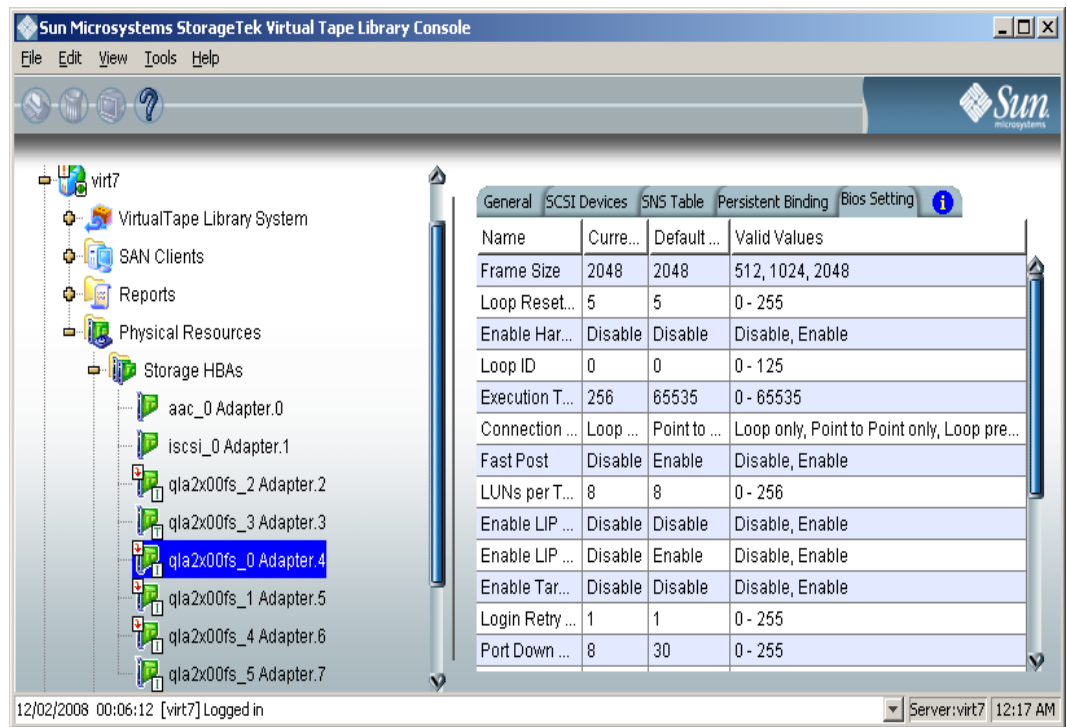 Sun Microsystems StorageTek Virtual Tape Library Console
File Edit View Tools Help
Sun
microsystems
virt7
VirtualTape Library System
SAN Clients
Reports
Physical Resources
Storage HBAs
aac_0 Adapter.0
iscsi_0 Adapter.1
qla2x00fs_2 Adapter.2
qla2x00fs_3 Adapter.3
qla2x00fs_0 Adapter.4
qla2x00fs_1 Adapter.5
qla2x00fs_4 Adapter.6
qla2x00fs_5 Adapter.7
General SCSI Devices SNS Table Persistent Binding Bios Setting
Name Curre... Default ... Valid Values
Frame Size 2048 2048 512, 1024, 2048
Loop Reset... 5 5 0 - 255
Enable Har... Disable Disable Disable, Enable
Loop ID 0 0 0 - 125
Execution T... 256 65535 0 - 65535
Connection ... Loop ... Point to ... Loop only, Point to Point only, Loop pre...
Fast Post Disable Enable Disable, Enable
LUNs per T... 8 8 0 - 256
Enable LIP ... Disable Disable Disable, Enable
Enable LIP ... Disable Enable Disable, Enable
Enable Tar... Disable Disable Disable, Enable
Login Retry ... 1 1 0 - 255
Port Down ... 8 30 0 - 255
12/02/2008 00:06:12 [virt7] Logged in
Server:virt7 12:17 AM